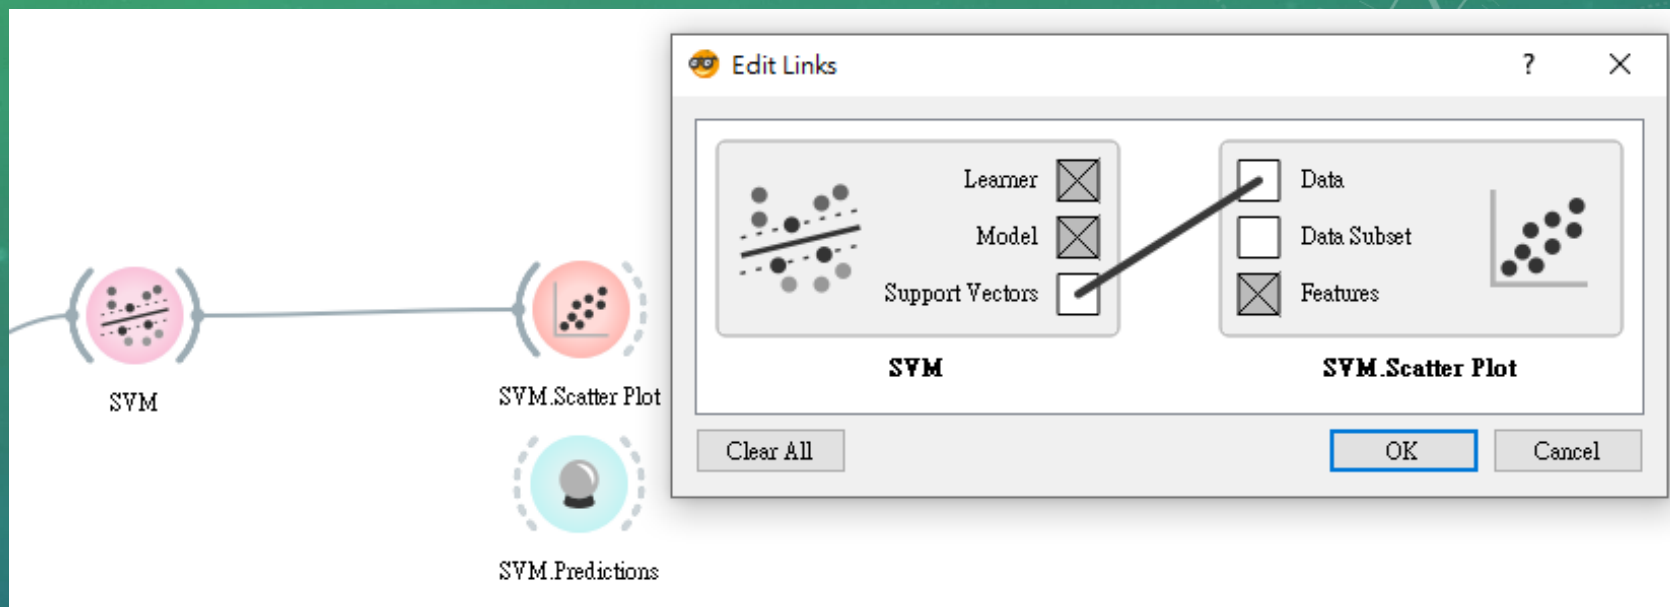 Edit Links
?
Learner
Model
Support Vectors
SVM
Data
Data Subset
Features
SVM.Scatter Plot
Clear All
OK
Cancel
SVM
SVM.Scatter Plot
SVM.Predictions